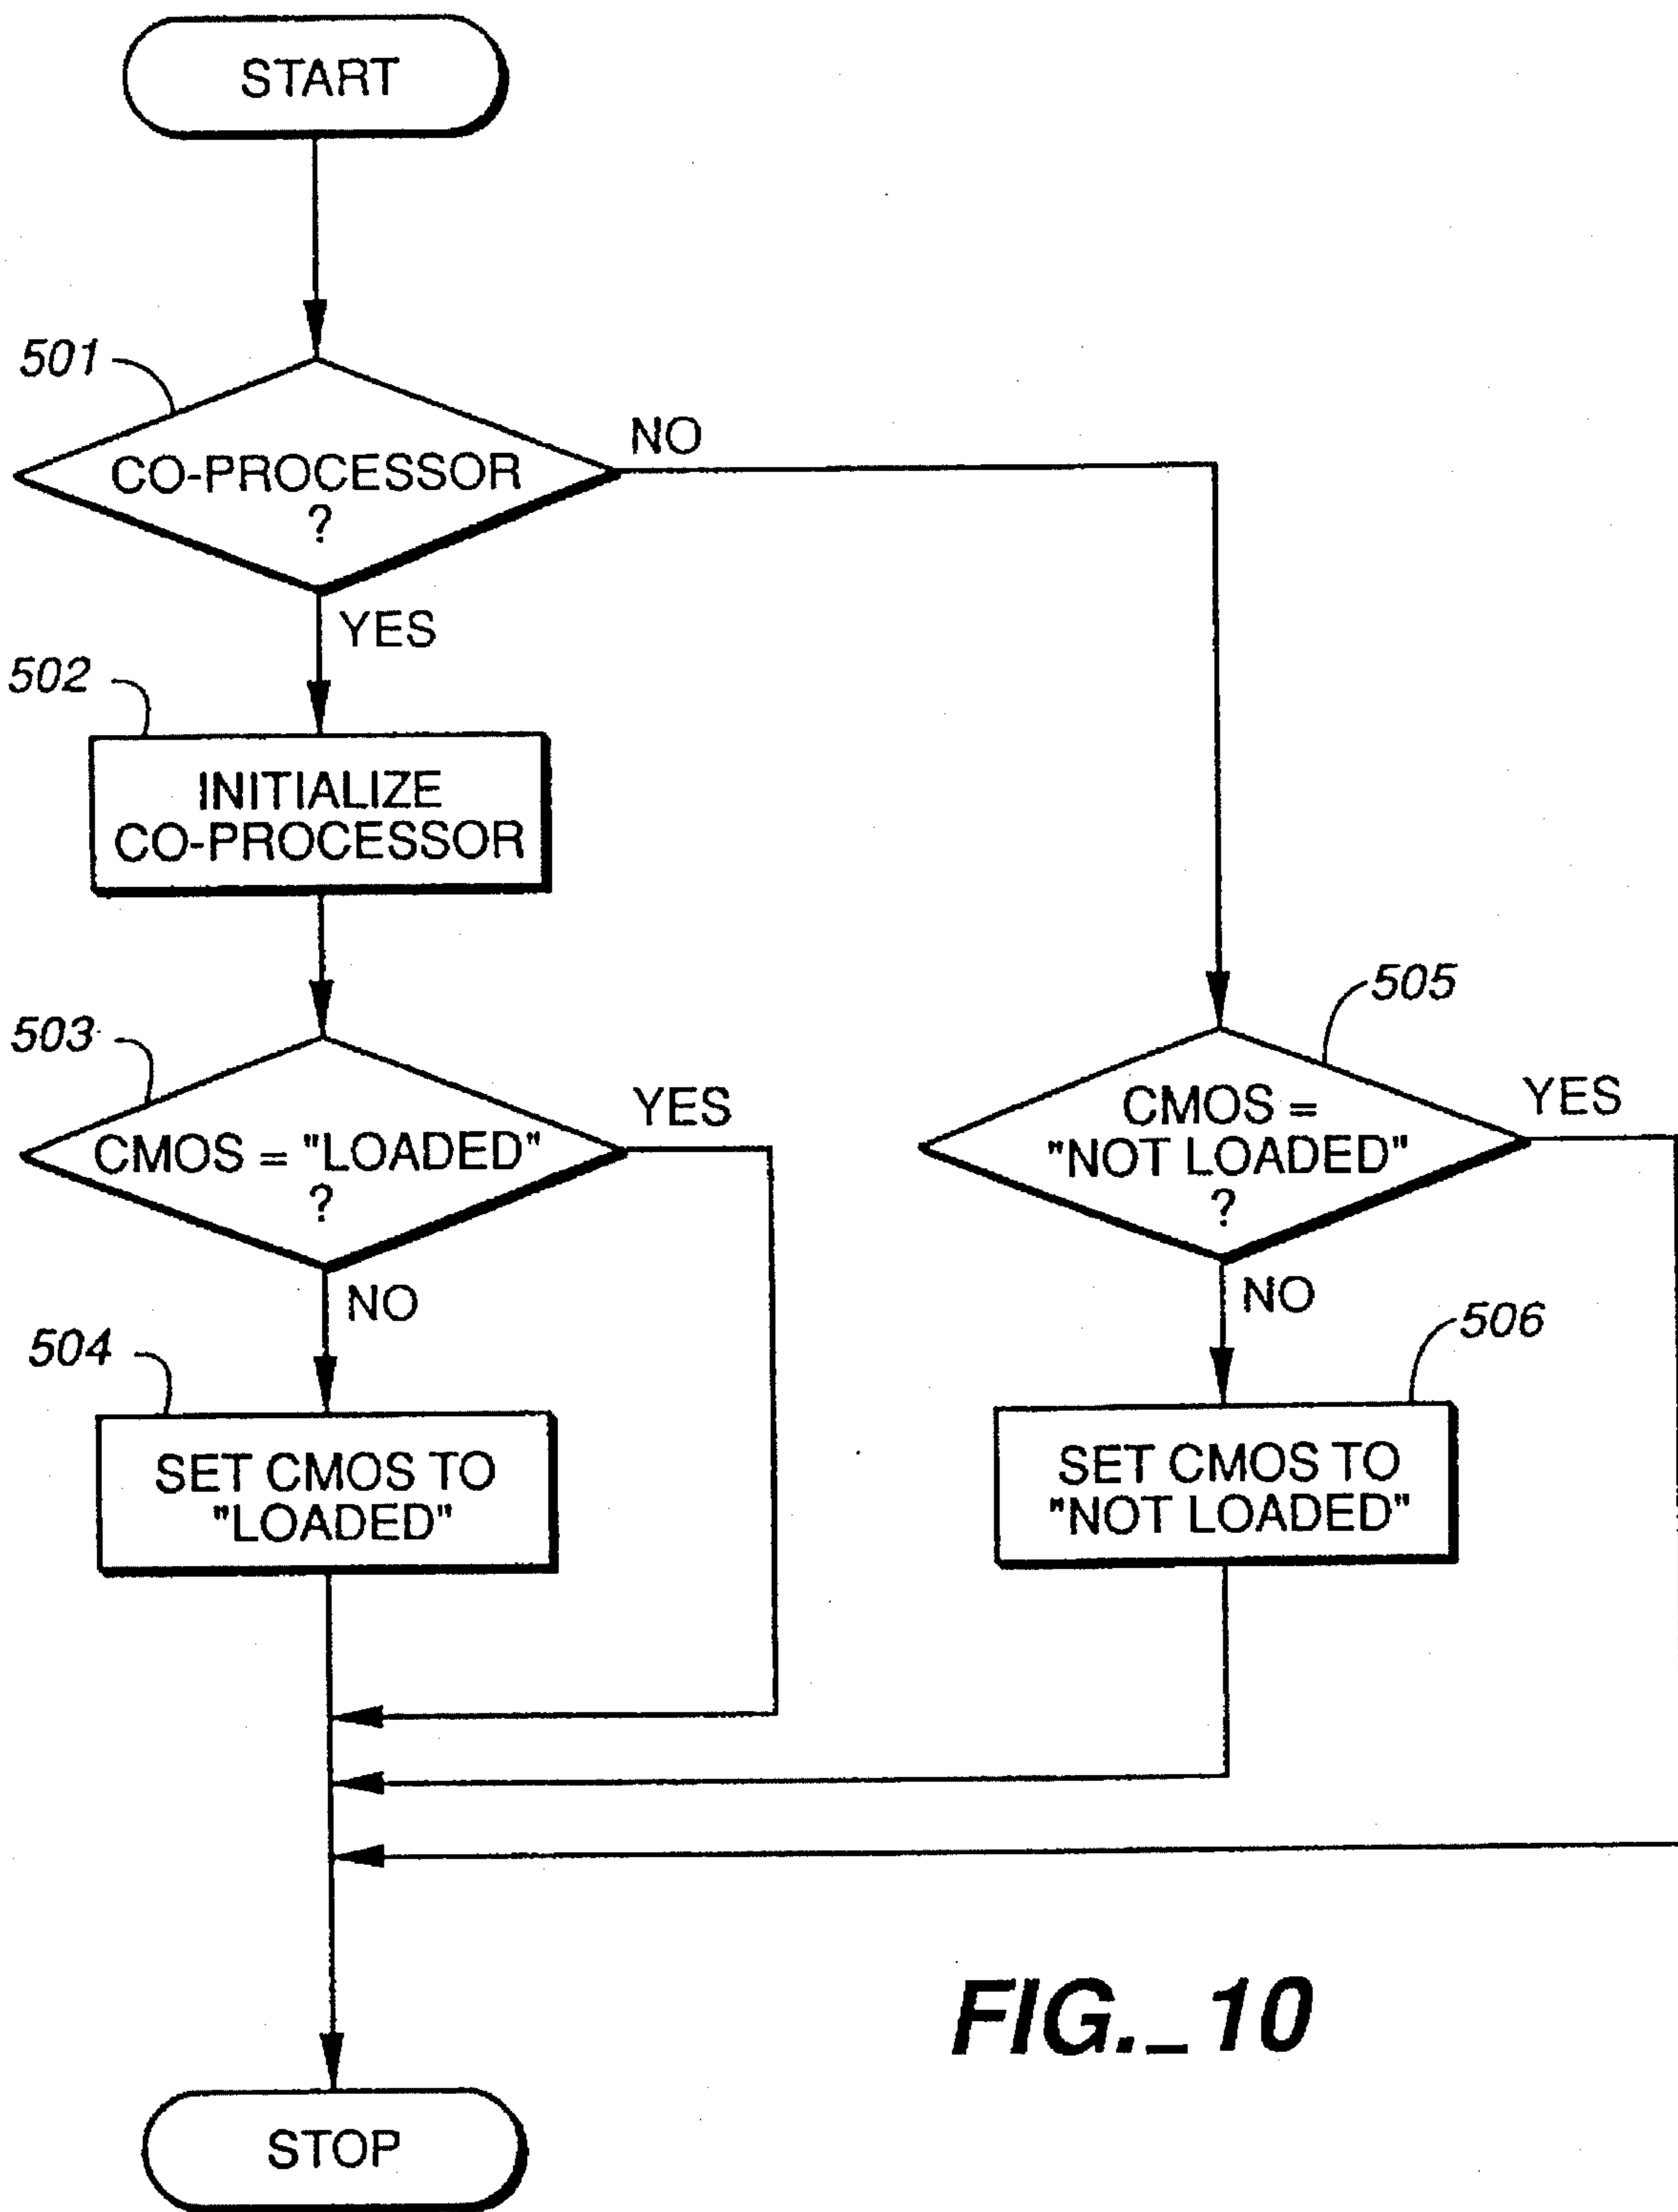 START
501
CO-PROCESSOR
?
NO
YES
502
INITIALIZE
CO-PROCESSOR
503
CMOS = "LOADED"
?
YES
NO
504
SET CMOS TO
"LOADED"
505
CMOS =
"NOT LOADED"
?
YES
NO
506
SET CMOS TO
"NOT LOADED"
STOP
FIG._10